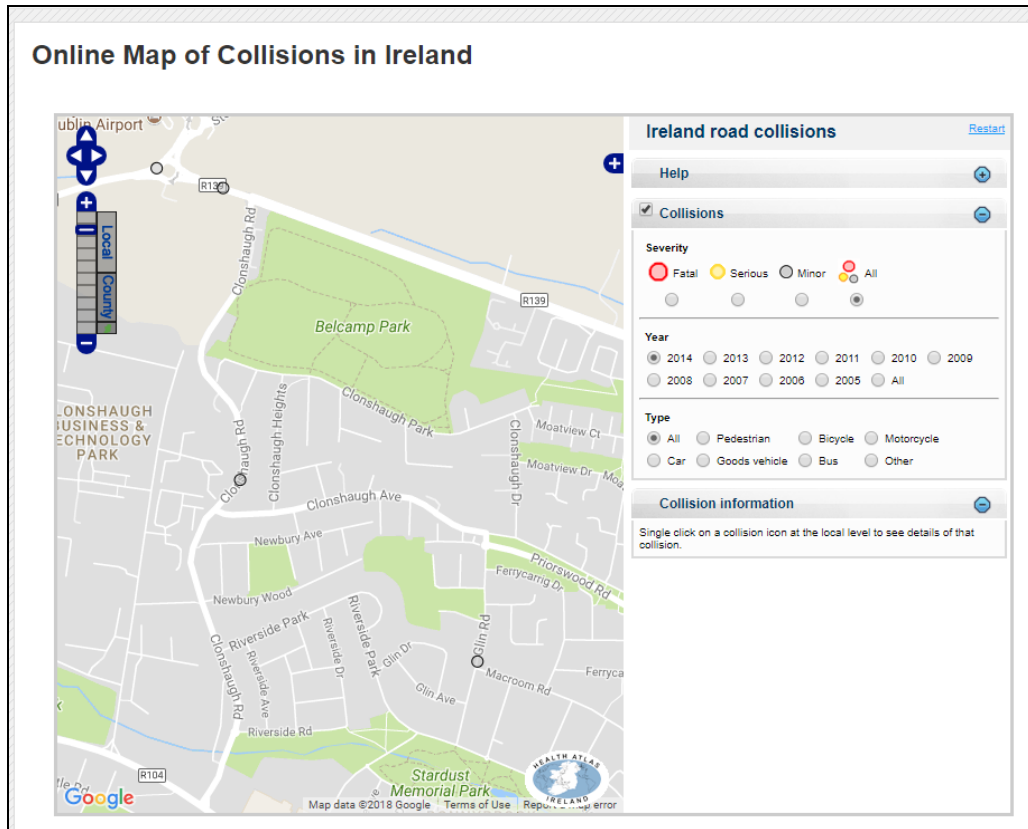 Online Map of Collisions in Ireland
ublin Airport
R139
R139
Clonshaugh Rd
Belcamp Park
Local
County
LONSHAUGH
BUSINESS &
ECHNOLOGY
PARK
Clonshaugh Heights
Clonshaugh Park
Clonshaugh Rd
Clonshaugh Dr
Moatview Ct
Moatview Dr
Moa
Clonshaugh Ave
Newbury Ave
Priorswood Rd
Ferrycarrig Dr
Newbury Wood
Riverside Park
Riverside Park
Riverside Dr
Riverside Ave
Clonshaugh Rd
Glin Dr
Glin Rd
Glin Ave
Macroom Rd
Ferryca
Riverside Rd
R104
Stardust
Memorial Park
HEALTH ATLAS
IRELAND
Google
Map data ©2018 Google Terms of Use Report a map error
Ireland road collisions Restart
Help
Collisions
Severity
Fatal Serious Minor All
Year
2014 2013 2012 2011 2010 2009
2008 2007 2006 2005 All
Type
All Pedestrian Bicycle Motorcycle
Car Goods vehicle Bus Other
Collision information
Single click on a collision icon at the local level to see details of that
collision.